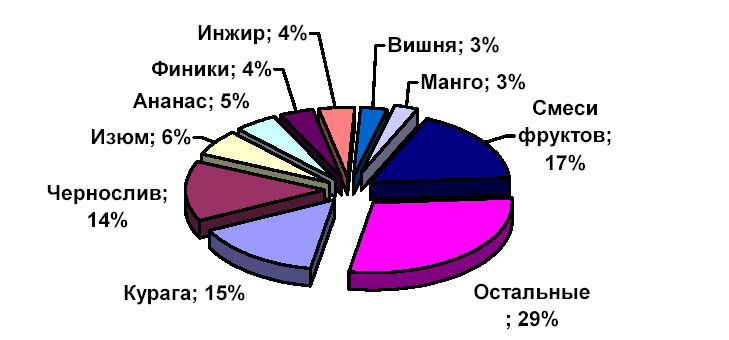 Инжир; 4%
Вишня; 3%
Финики; 4%
Манго; 3%
Ананас; 5%
Смеси
фруктов;
17%
Изюм; 6%
Чернослив;
14%
Курага; 15%
Остальные
; 29%